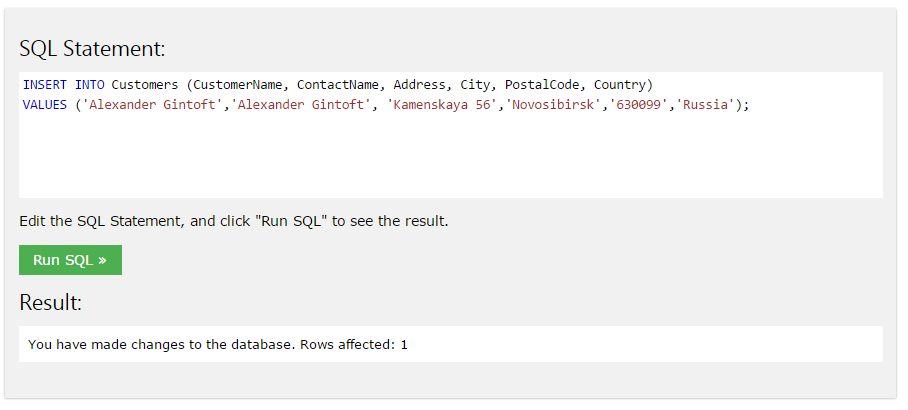 SQL Statement:
INSERT INTO Customers (CustomerName, ContactName, Address, City, PostalCode, Country)
VALUES ('Alexander Gintoft','Alexander Gintoft', 'Kamenskaya 56','Novosibirsk','630099','Russia');
Edit the SQL Statement, and click "Run SQL" to see the result.
Run SQL »
Result:
You have made changes to the database. Rows affected: 1